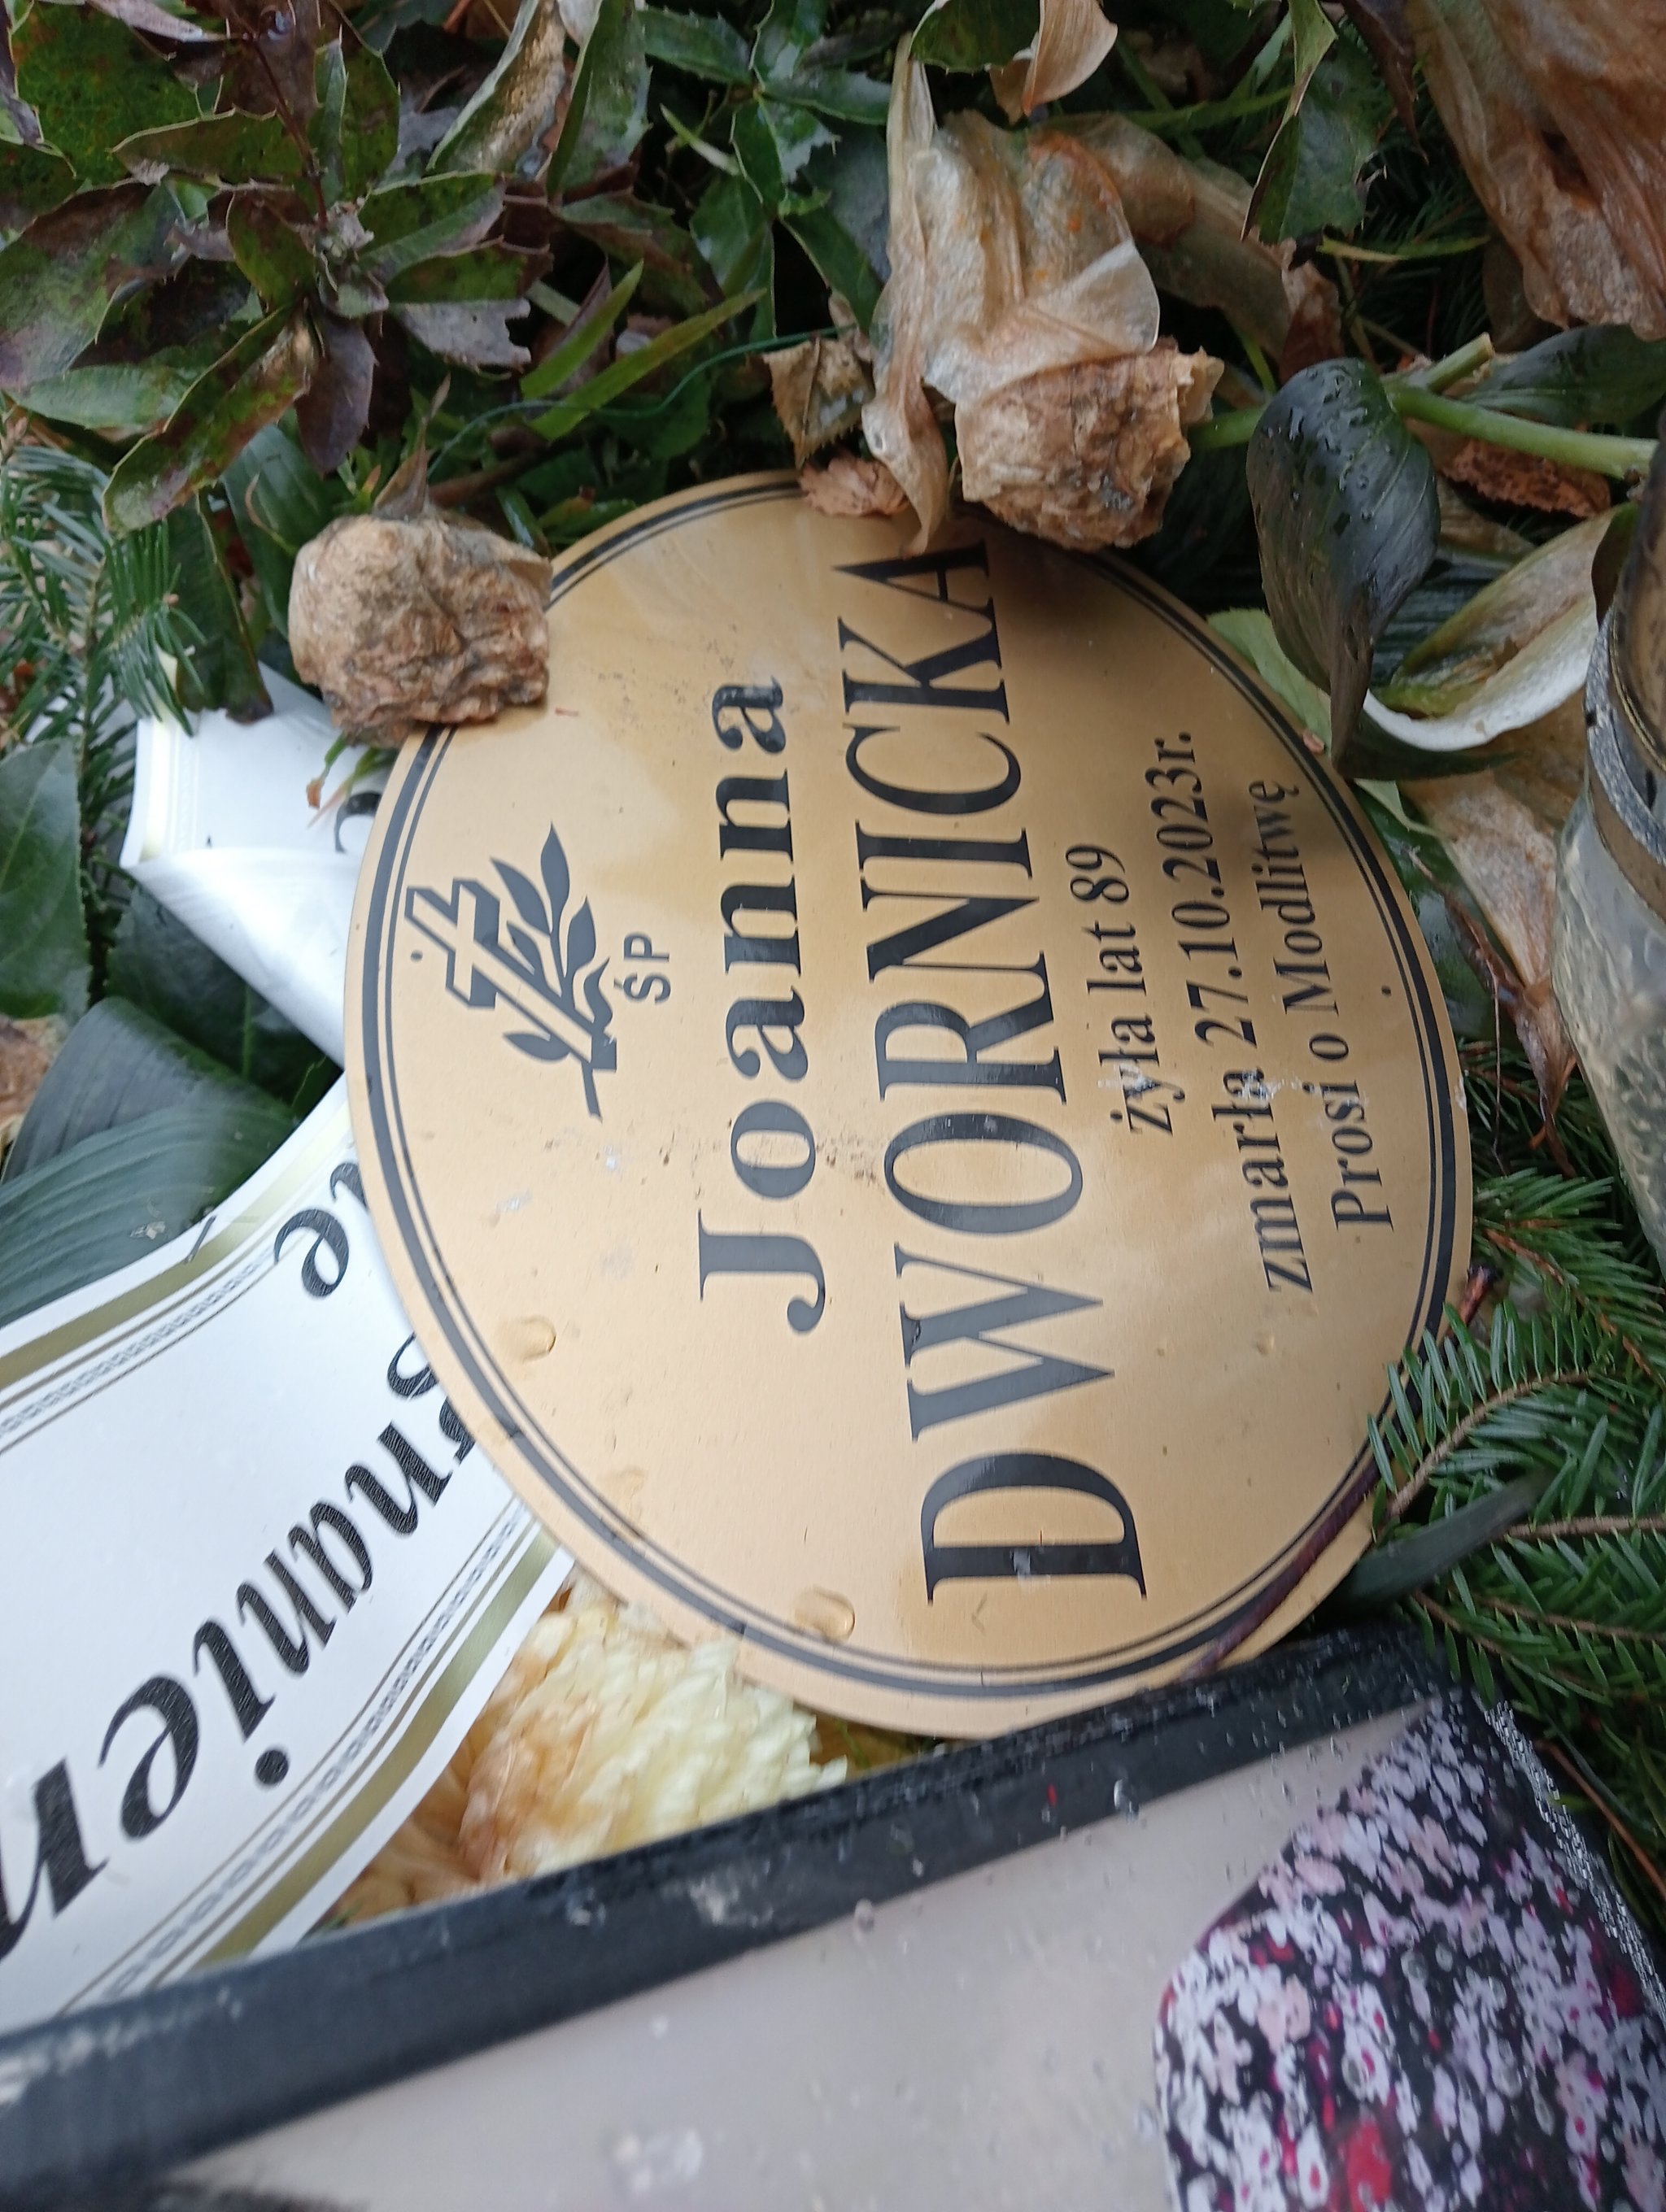 ŚP
Joanna
DWORNICKA
żyła lat 89
zmarła 27.10.2023r.
Prosi o Modlitwę